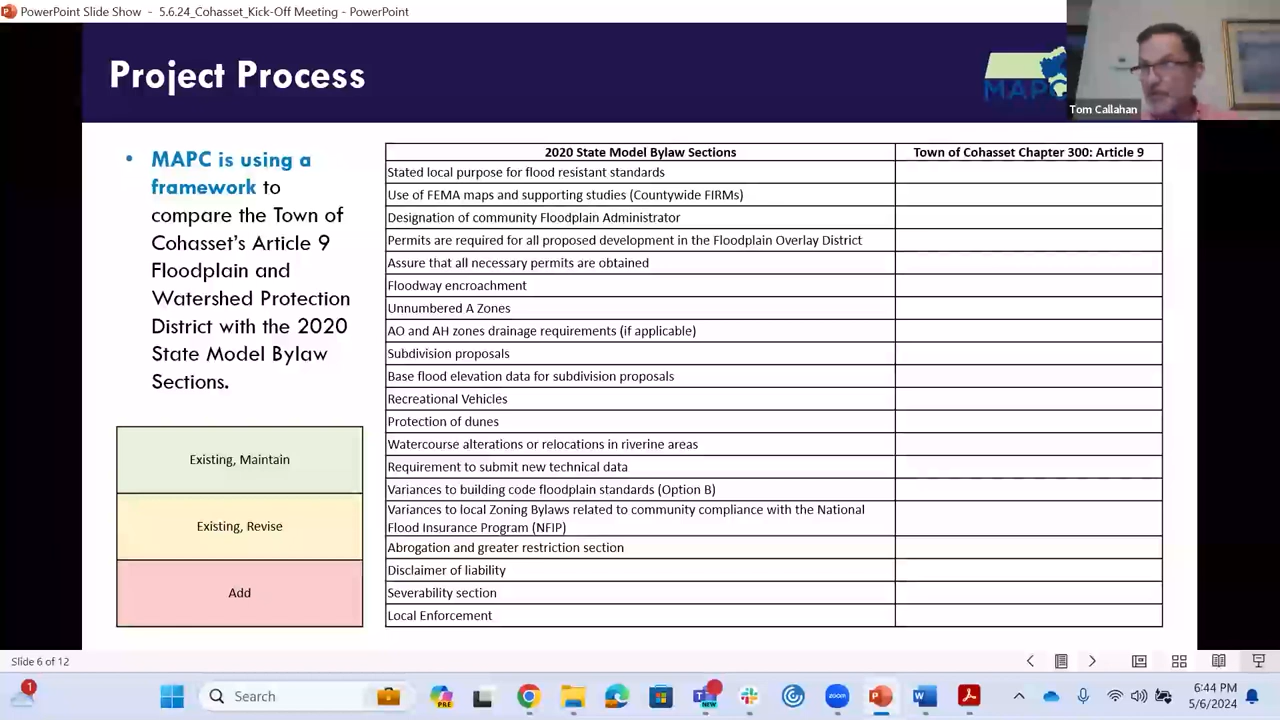 PowerPoint Slide Show - 5.6.24_Cohasset_Kick-Off Meeting - PowerPoint
Project Process
MAPC
Tom Callahan
• MAPC is using a
framework to
compare the Town of
Cohasset's Article 9
Floodplain and
Watershed Protection
District with the 2020
State Model Bylaw
Sections.
Existing, Maintain
Existing, Revise
Add
2020 State Model Bylaw Sections Town of Cohasset Chapter 300: Article 9
Stated local purpose for flood resistant standards
Use of FEMA maps and supporting studies (Countywide FIRMs)
Designation of community Floodplain Administrator
Permits are required for all proposed development in the Floodplain Overlay District
Assure that all necessary permits are obtained
Floodway encroachment
Unnumbered A Zones
AO and AH zones drainage requirements (if applicable)
Subdivision proposals
Base flood elevation data for subdivision proposals
Recreational Vehicles
Protection of dunes
Watercourse alterations or relocations in riverine areas
Requirement to submit new technical data
Variances to building code floodplain standards (Option B)
Variances to local Zoning Bylaws related to community compliance with the National
Flood Insurance Program (NFIP)
Abrogation and greater restriction section
Disclaimer of liability
Severability section
Local Enforcement
Slide 6 of 12
1
Search
PRE
NEW
zoom
6:44 PM
5/6/2024